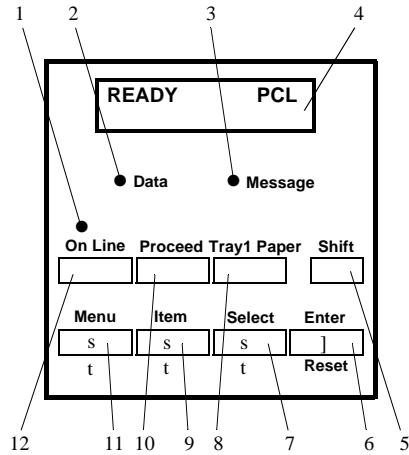 1 2 3 4
READY PCL
Data Message
On Line Proceed Tray1 Paper Shift
Menu Item Select Enter
s s s ]
t t t Reset
12 11 10 9 8 7 6 5